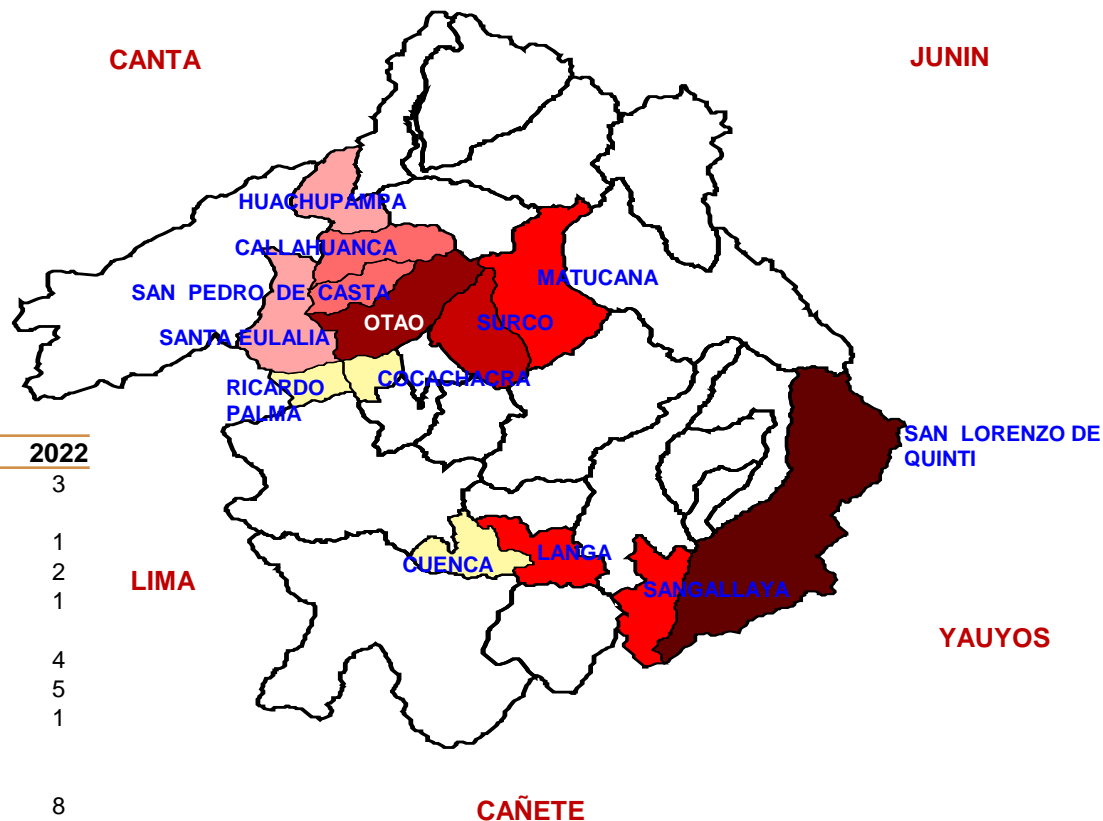 CANTA
JUNIN
HUACHUPAMPA
CALLAHUANCA
MATUCANA
SAN PEDRO DE CASTA
OTAO
SURCO
SANTA EULALIA
COCACHACRA
RICARDO
PALMA
SAN LORENZO DE
QUINTI
2022
3
1
2
1
4
5
1
8
LANGA
CUENCA
LIMA
SANGALLAYA
YAUYOS
CAÑETE